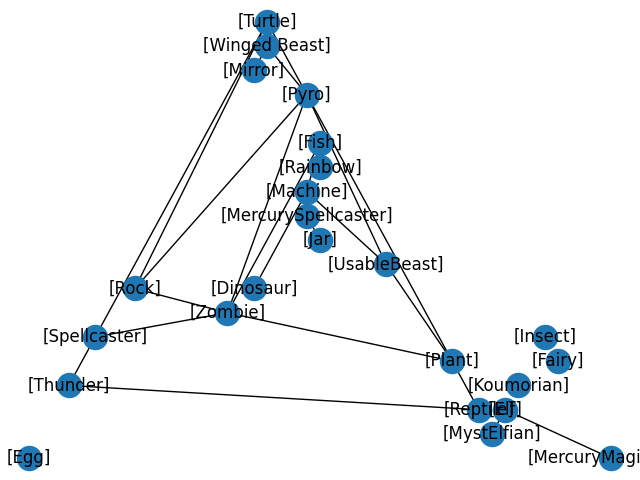 [Turtle]
[Winged Beast]
[Mirror]
[Pyro]
[Fish]
[Rainbow]
[Machine]
[MercurySpellcaster]
[Jar]
[UsableBeast]
[Rock]
[Dinosaur]
[Zombie]
[Spellcaster]
[Insect]
[Plant]
[Fairy]
[Thunder]
[Koumorian]
[Reptile]
[Elf]
[MystElfian]
[Egg]
[MercuryMagi